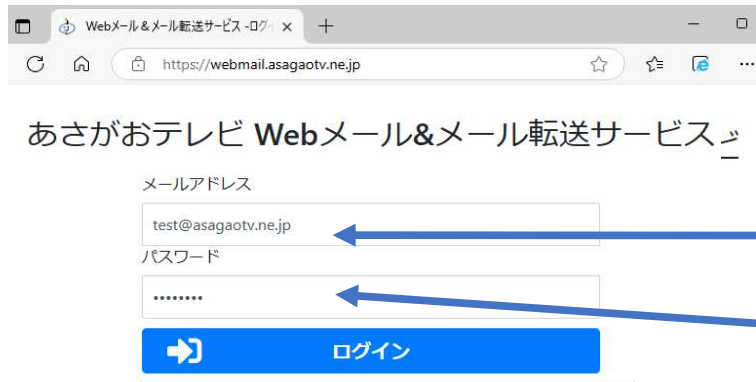 Webメール&メール転送サービス -ログ
https://webmail.asagaotv.ne.jp
あさがおテレビ Webメール&メール転送サービス
メールアドレス
test@asagaotv.ne.jp
パスワード
••••••••
ログイン